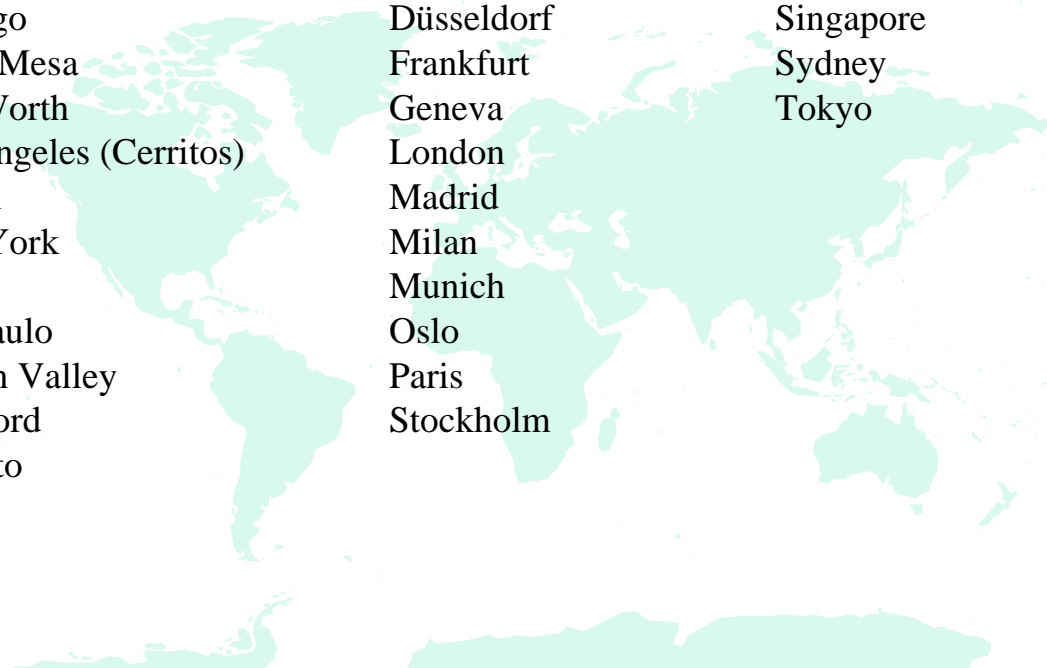 go
Mesa
orth
ngeles (Cerritos)
York
aulo
n Valley
ord
to
Düsseldorf
Frankfurt
Geneva
London
Madrid
Milan
Munich
Oslo
Paris
Stockholm
Singapore
Sydney
Tokyo